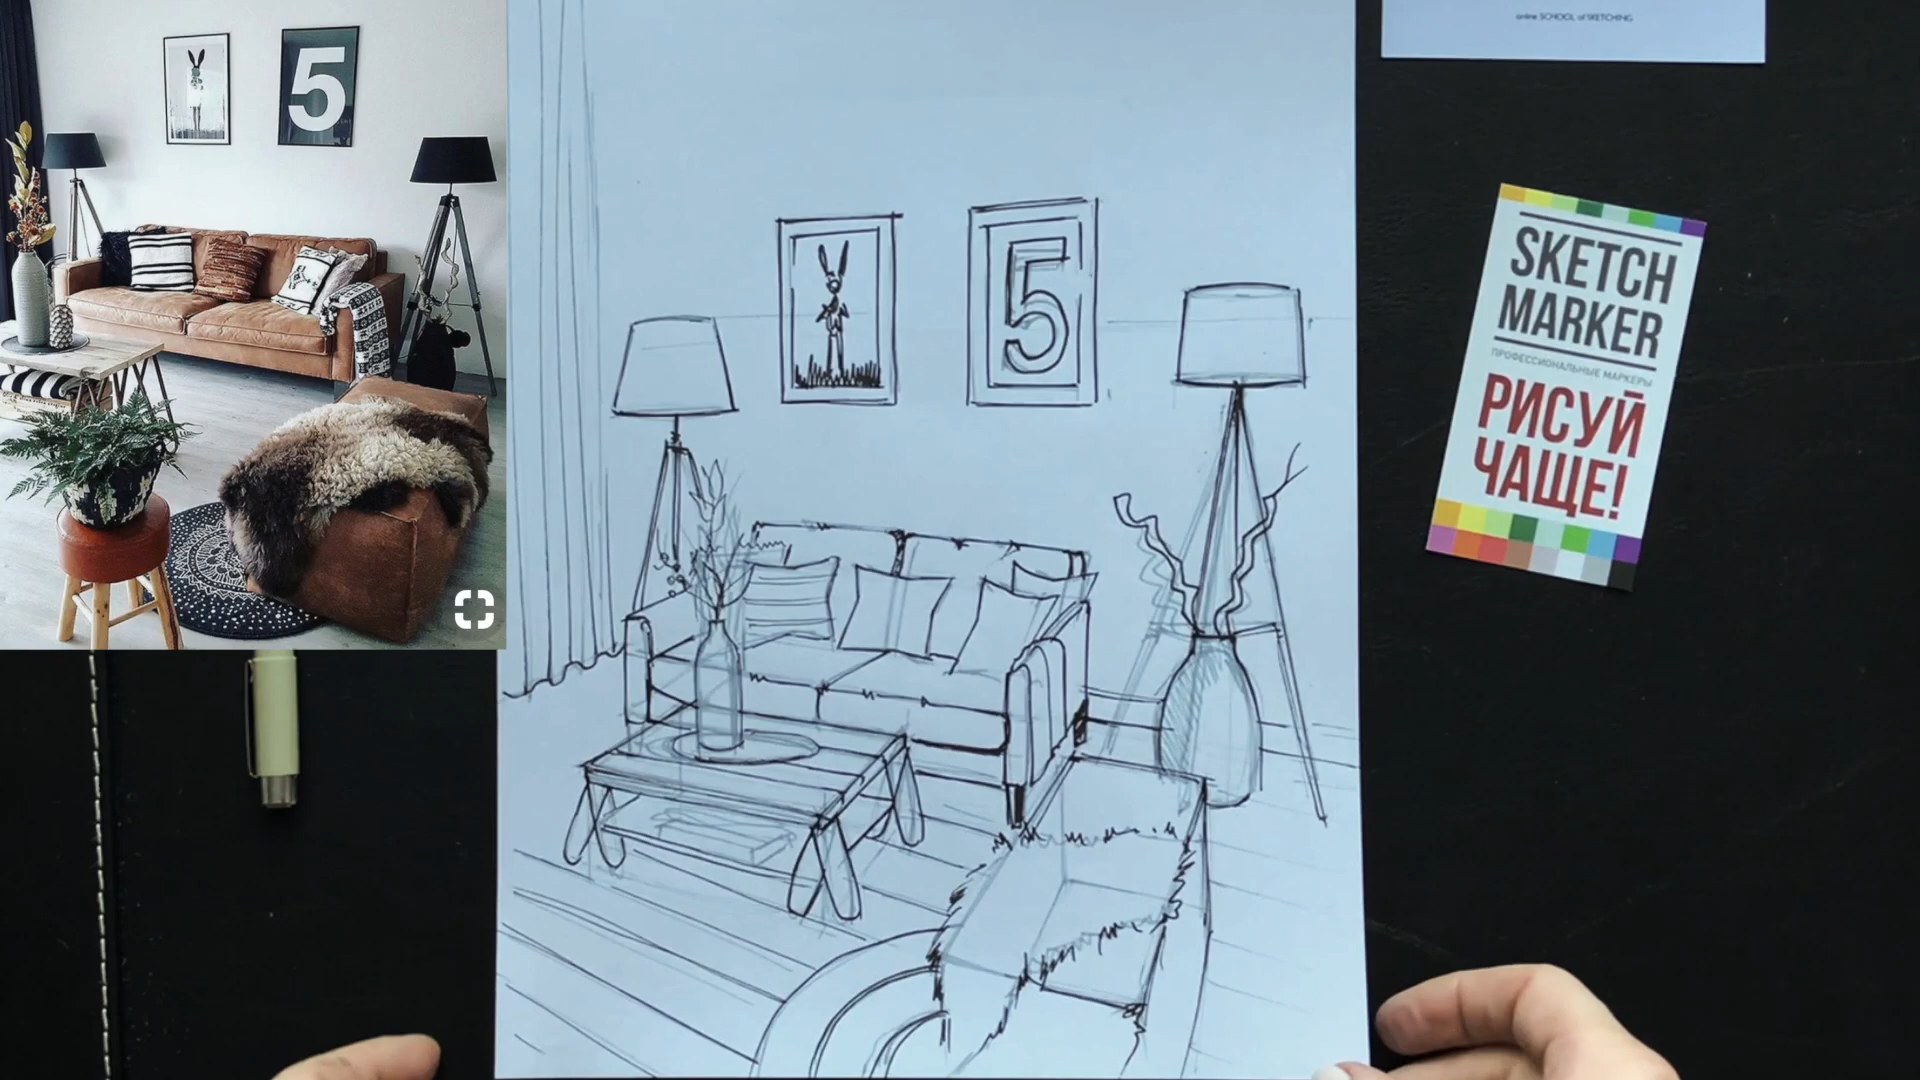 5
online SCHOOL of SKETCHING
5
SKETCH
MARKER
ПРОФЕССИОНАЛЬНЫЕ МАРКЕРЫ
РИСУЙ
ЧАЩЕ!